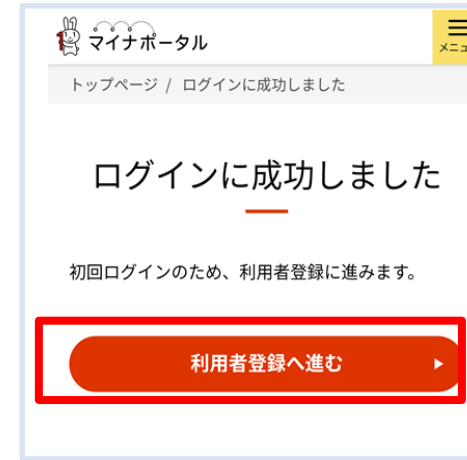 マイナポータル
メニュ
トップページ / ログインに成功しました
ログインに成功しました
初回ログインのため、利用者登録に進みます。
利用者登録へ進む